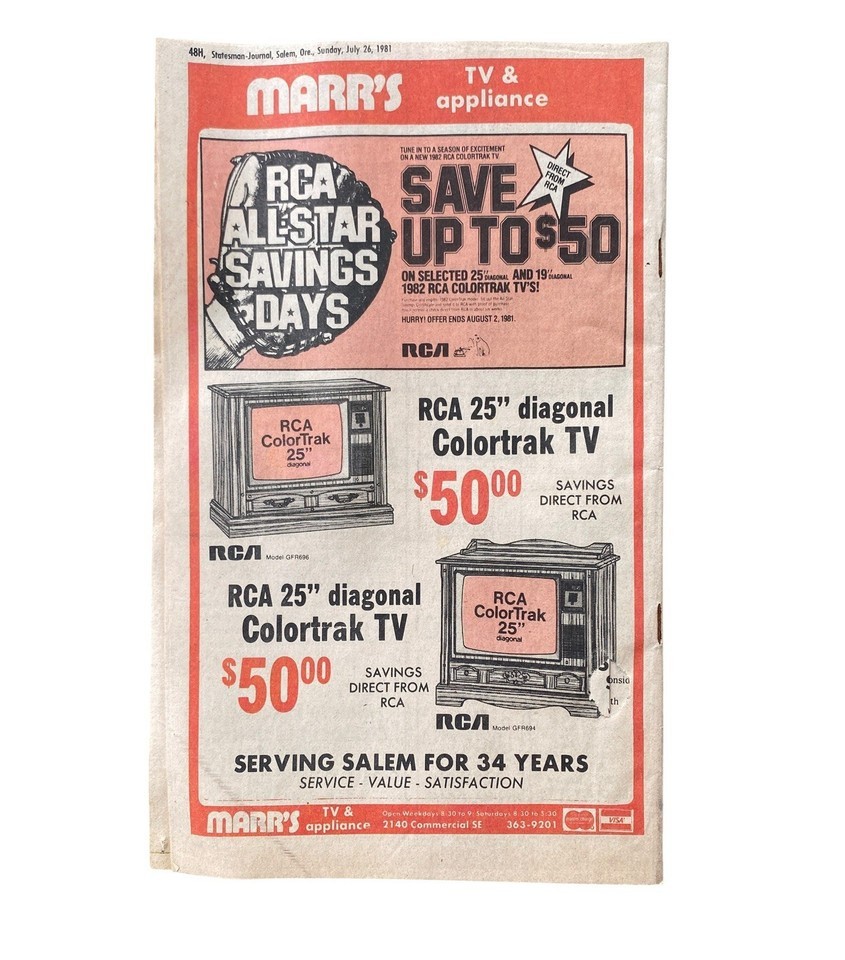 48H, Statesman-Journal, Salem, Ore., Sunday, July 26, 1981
MARR'S
TV &
appliance
RCA
ALL-STAR
SAVINGS
DAYS
TUNE IN TO A SEASON OF EXCITEMENT
ON A NEW 1982 RCA COLORTRAK TV.
SAVE
UP TO $50
DIRECT
FROM
RCA
ON SELECTED 25" DIAGONAL AND 19" DIAGONAL
1982 RCA COLORTRAK TV'S!
HURRY! OFFER ENDS AUGUST 2, 1981.
RCA
RCA
ColorTrak
25"
diagonal
RCA 25" diagonal
Colortrak TV
$50.00
SAVINGS
DIRECT FROM
RCA
RCA Model GFR696
RCA 25" diagonal
Colortrak TV
$50.00
SAVINGS
DIRECT FROM
RCA
RCA
ColorTrak
25"
diagonal
onsid
th
RCA Model GFR694
SERVING SALEM FOR 34 YEARS
SERVICE - VALUE - SATISFACTION
MARR'S
TV &
appliance
Open Weekdays 8:30 to 9; Saturdays 8:30 to 5:30
2140 Commercial SE 363-9201
VISA